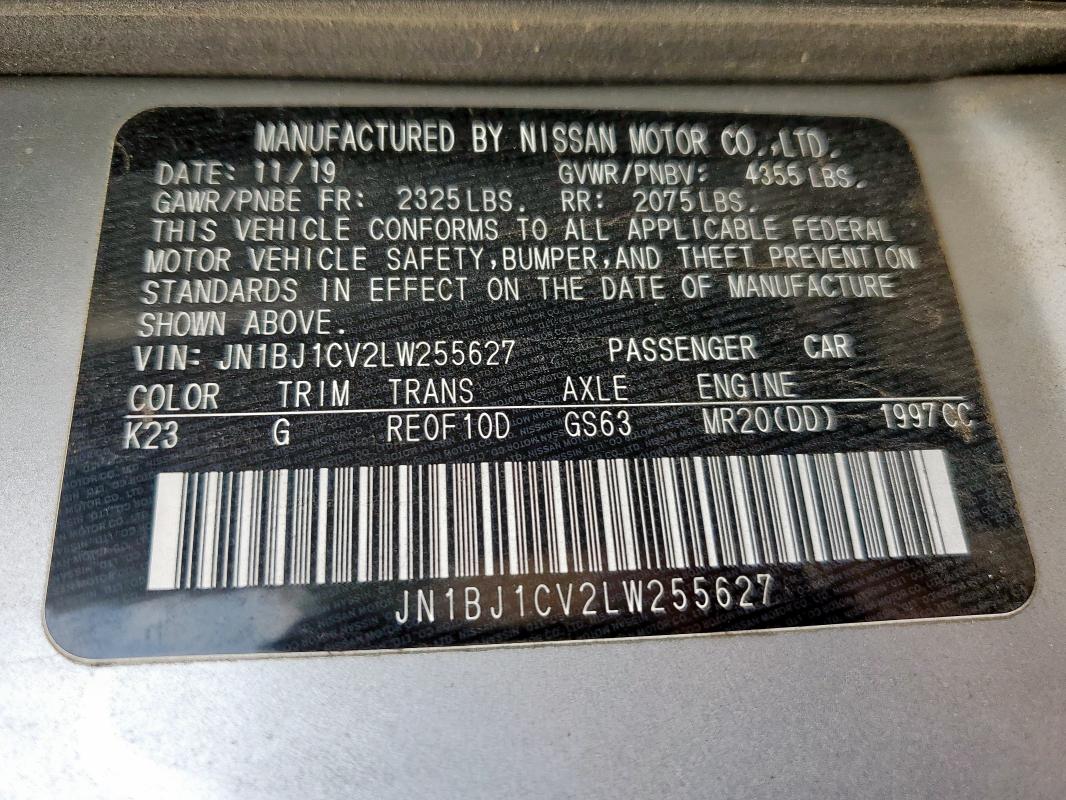 MANUFACTURED BY NISSAN MOTOR CO.,LTD.
DATE: 11/19 GVWR/PNBV: 4355 LBS.
GAWR/PNBE FR: 2325 LBS. RR: 2075 LBS.
THIS VEHICLE CONFORMS TO ALL APPLICABLE FEDERAL
MOTOR VEHICLE SAFETY,BUMPER,AND THEFT PREVENTION
STANDARDS IN EFFECT ON THE DATE OF MANUFACTURE
SHOWN ABOVE.
VIN: JN1BJ1CV2LW255627 PASSENGER CAR
COLOR TRIM TRANS AXLE ENGINE
K23 G RE0F10D GS63 MR20(DD) 1997CC
JN1BJ1CV2LW255627